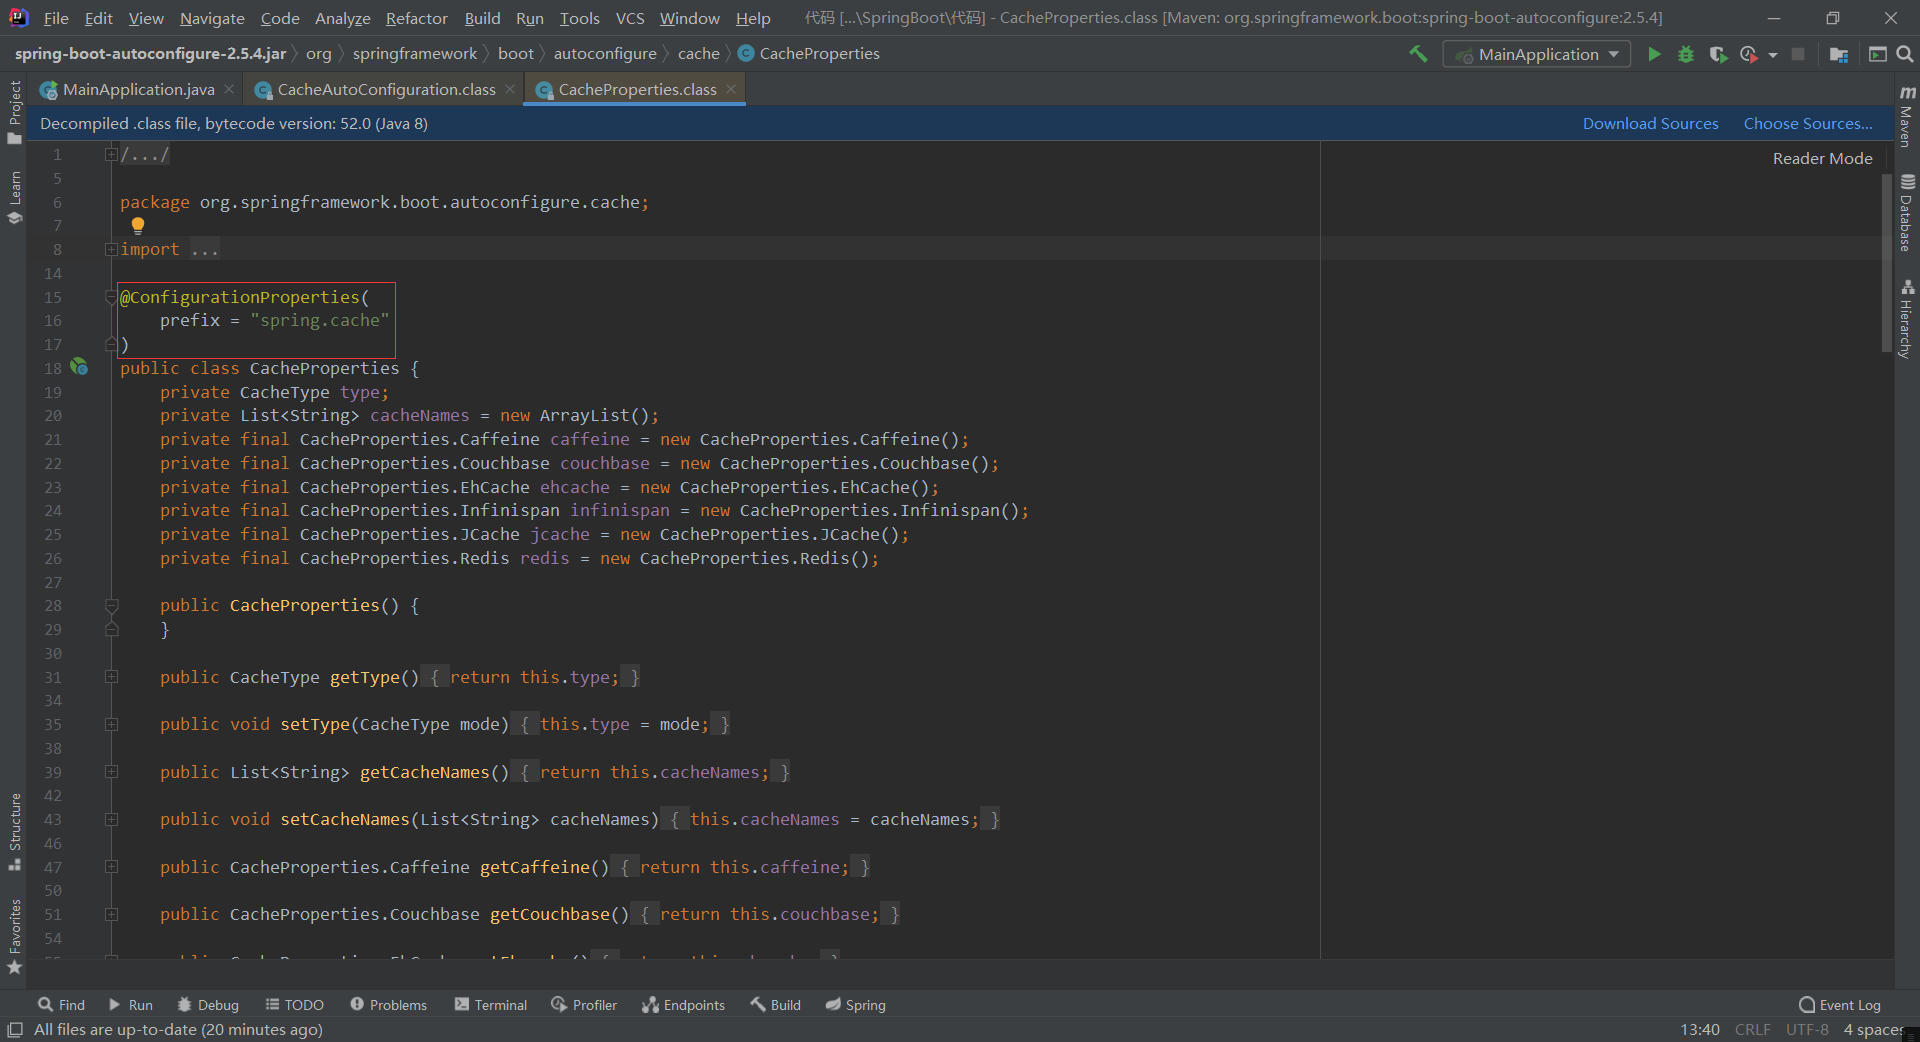 File Edit View Navigate Code Analyze Refactor Build Run Tools VCS Window Help 代码 [...\SpringBoot\代码] - CacheProperties.class [Maven: org.springframework.boot:spring-boot-autoconfigure:2.5.4]
spring-boot-autoconfigure-2.5.4.jar org springframework boot autoconfigure cache CacheProperties MainApplication
MainApplication.java CacheAutoConfiguration.class CacheProperties.class
Decompiled .class file, bytecode version: 52.0 (Java 8) Download Sources Choose Sources...
Reader Mode
Project
Learn
Structure
Favorites
Maven
Database
Hierarchy
1 /.../
5
6 package org.springframework.boot.autoconfigure.cache;
7
8 import ...
14
15 @ConfigurationProperties(
16 prefix = "spring.cache"
17 )
18 public class CacheProperties {
19 private CacheType type;
20 private List<String> cacheNames = new ArrayList();
21 private final CacheProperties.Caffeine caffeine = new CacheProperties.Caffeine();
22 private final CacheProperties.Couchbase couchbase = new CacheProperties.Couchbase();
23 private final CacheProperties.EhCache ehcache = new CacheProperties.EhCache();
24 private final CacheProperties.Infinispan infinispan = new CacheProperties.Infinispan();
25 private final CacheProperties.JCache jcache = new CacheProperties.JCache();
26 private final CacheProperties.Redis redis = new CacheProperties.Redis();
27
28 public CacheProperties() {
29 }
30
31 public CacheType getType() { return this.type; }
34
35 public void setType(CacheType mode) { this.type = mode; }
38
39 public List<String> getCacheNames() { return this.cacheNames; }
42
43 public void setCacheNames(List<String> cacheNames) { this.cacheNames = cacheNames; }
46
47 public CacheProperties.Caffeine getCaffeine() { return this.caffeine; }
50
51 public CacheProperties.Couchbase getCouchbase() { return this.couchbase; }
54
Find Run Debug TODO Problems Terminal Profiler Endpoints Build Spring Event Log
All files are up-to-date (20 minutes ago) 13:40 CRLF UTF-8 4 spaces